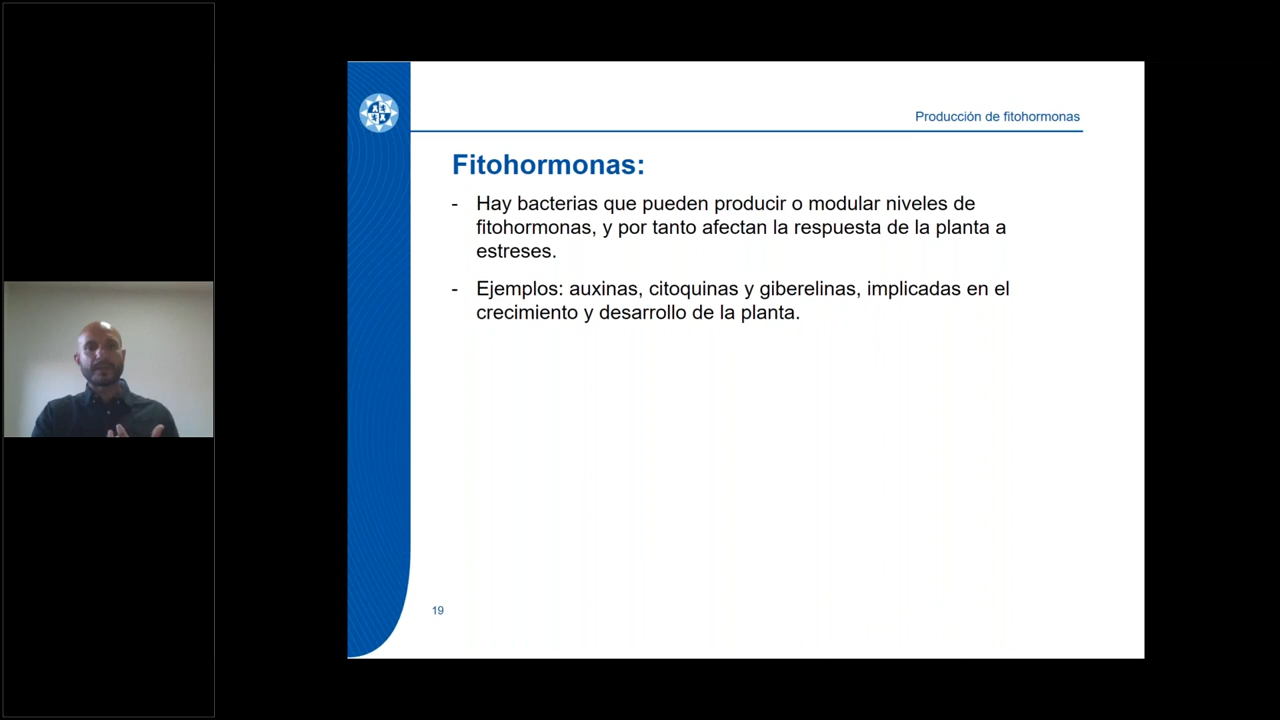 Producción de fitohormonas
Fitohormonas:
- Hay bacterias que pueden producir o modular niveles de
fitohormonas, y por tanto afectan la respuesta de la planta a
estreses.
- Ejemplos: auxinas, citoquinas y giberelinas, implicadas en el
crecimiento y desarrollo de la planta.
19